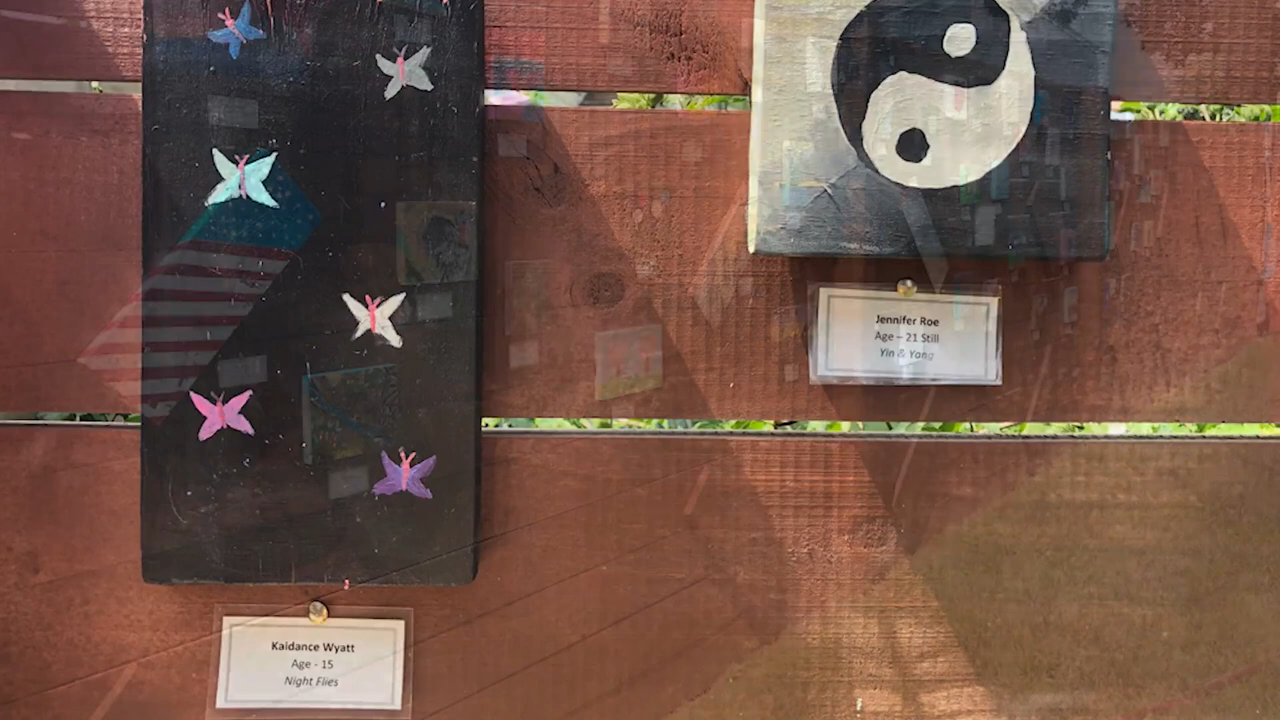 Jennifer Roe
Age – 21 Still
Yin & Yang
Kaidance Wyatt
Age - 15
Night Flies